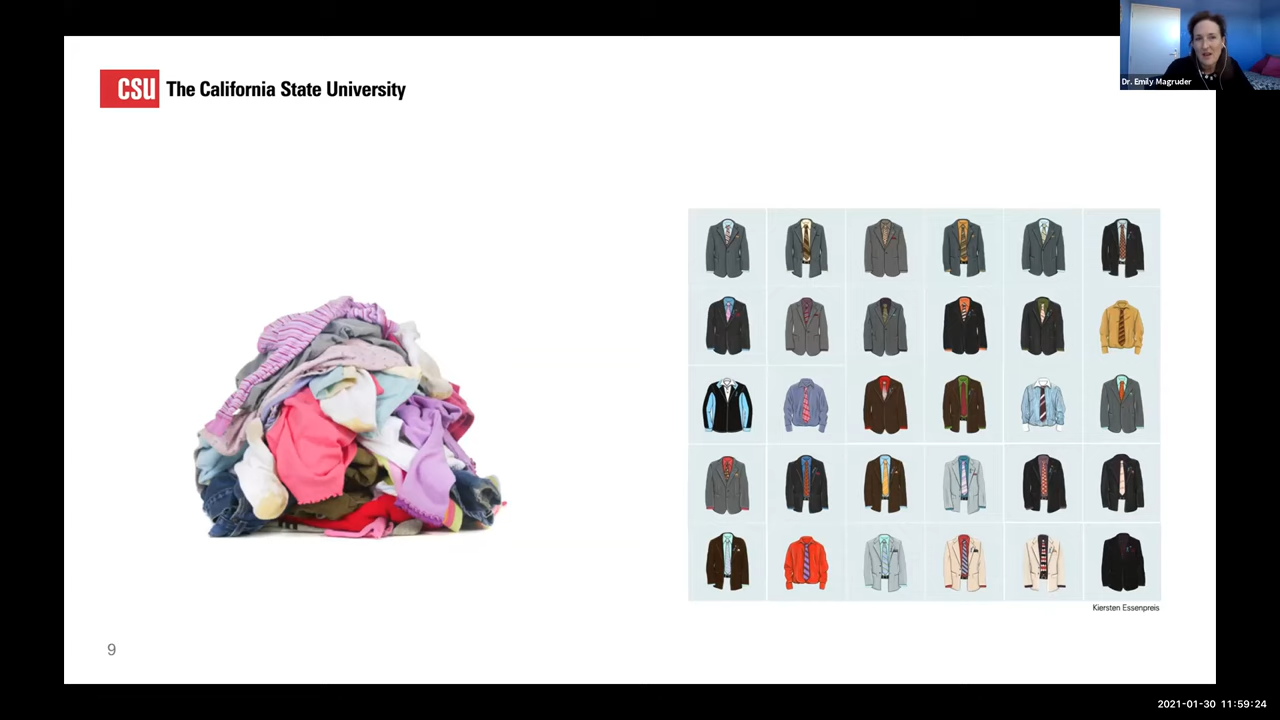 Dr. Emily Magruder
CSU The California State University
Kiersten Essenpreis
9
2021-01-30 11:59:24